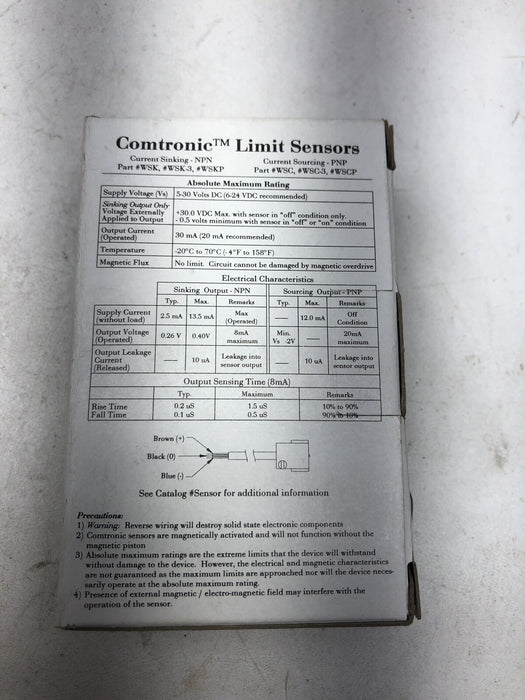 Comtronic™ Limit Sensors
Current Sinking - NPN Current Sourcing - PNP
Part #WSK, #WSK-3, #WSKP Part #WSC, #WSC-3, #WSCP
Absolute Maximum Rating
Supply Voltage (Vs) 5-30 Volts DC (6-24 VDC recommended)
Sinking Output Only
Voltage Externally +30.0 VDC Max. with sensor in "off" condition only.
Applied to Output - 0.5 volts minimum with sensor in "off" or "on" condition
Output Current
(Operated) 30 mA (20 mA recommended)
Temperature -20°C to 70°C (- 4°F to 158°F)
Magnetic Flux No limit. Circuit cannot be damaged by magnetic overdrive
Electrical Characteristics
Sinking Output - NPN Sourcing Output - PNP
Typ. Max. Remarks Typ. Max. Remarks
Supply Current (without load) 2.5 mA 13.5 mA Max (Operated) — 12.0 mA Off Condition
Output Voltage (Operated) 0.26 V 0.40V 8mA maximum Min. Vs -2V — 20mA maximum
Output Leakage Current (Released) — 10 uA Leakage into sensor output — 10 uA Leakage into sensor output
Output Sensing Time (8mA)
Typ. Maximum Remarks
Rise Time 0.2 uS 1.5 uS 10% to 90%
Fall Time 0.1 uS 0.5 uS 90% to 10%
Brown (+)
Black (0)
Blue (-)
See Catalog #Sensor for additional information
Precautions:
1) Warning: Reverse wiring will destroy solid state electronic components
2) Comtronic sensors are magnetically activated and will not function without the
magnetic piston
3) Absolute maximum ratings are the extreme limits that the device will withstand
without damage to the device. However, the electrical and magnetic characteristics
are not guaranteed as the maximum limits are approached nor will the device neces-
sarily operate at the absolute maximum rating.
4) Presence of external magnetic / electro-magnetic field may interfere with the
operation of the sensor.